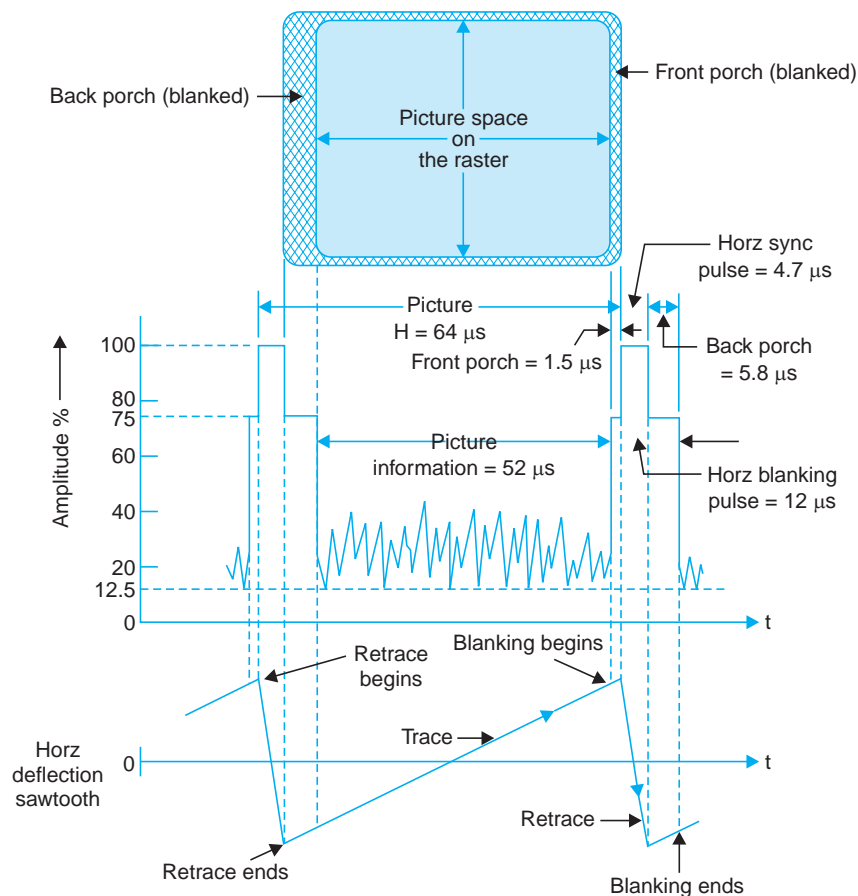 Back porch (blanked)
Front porch (blanked)
Picture space
on
the raster
Horz sync
pulse = 4.7 μs
Picture
H = 64 μs
Front porch = 1.5 μs
Back porch
= 5.8 μs
Amplitude %
100
80
75
60
40
20
12.5
0
Picture
information = 52 μs
Horz blanking
pulse = 12 μs
t
Retrace
begins
Blanking begins
Trace
Horz
deflection
sawtooth
0
t
Retrace
Retrace ends
Blanking ends